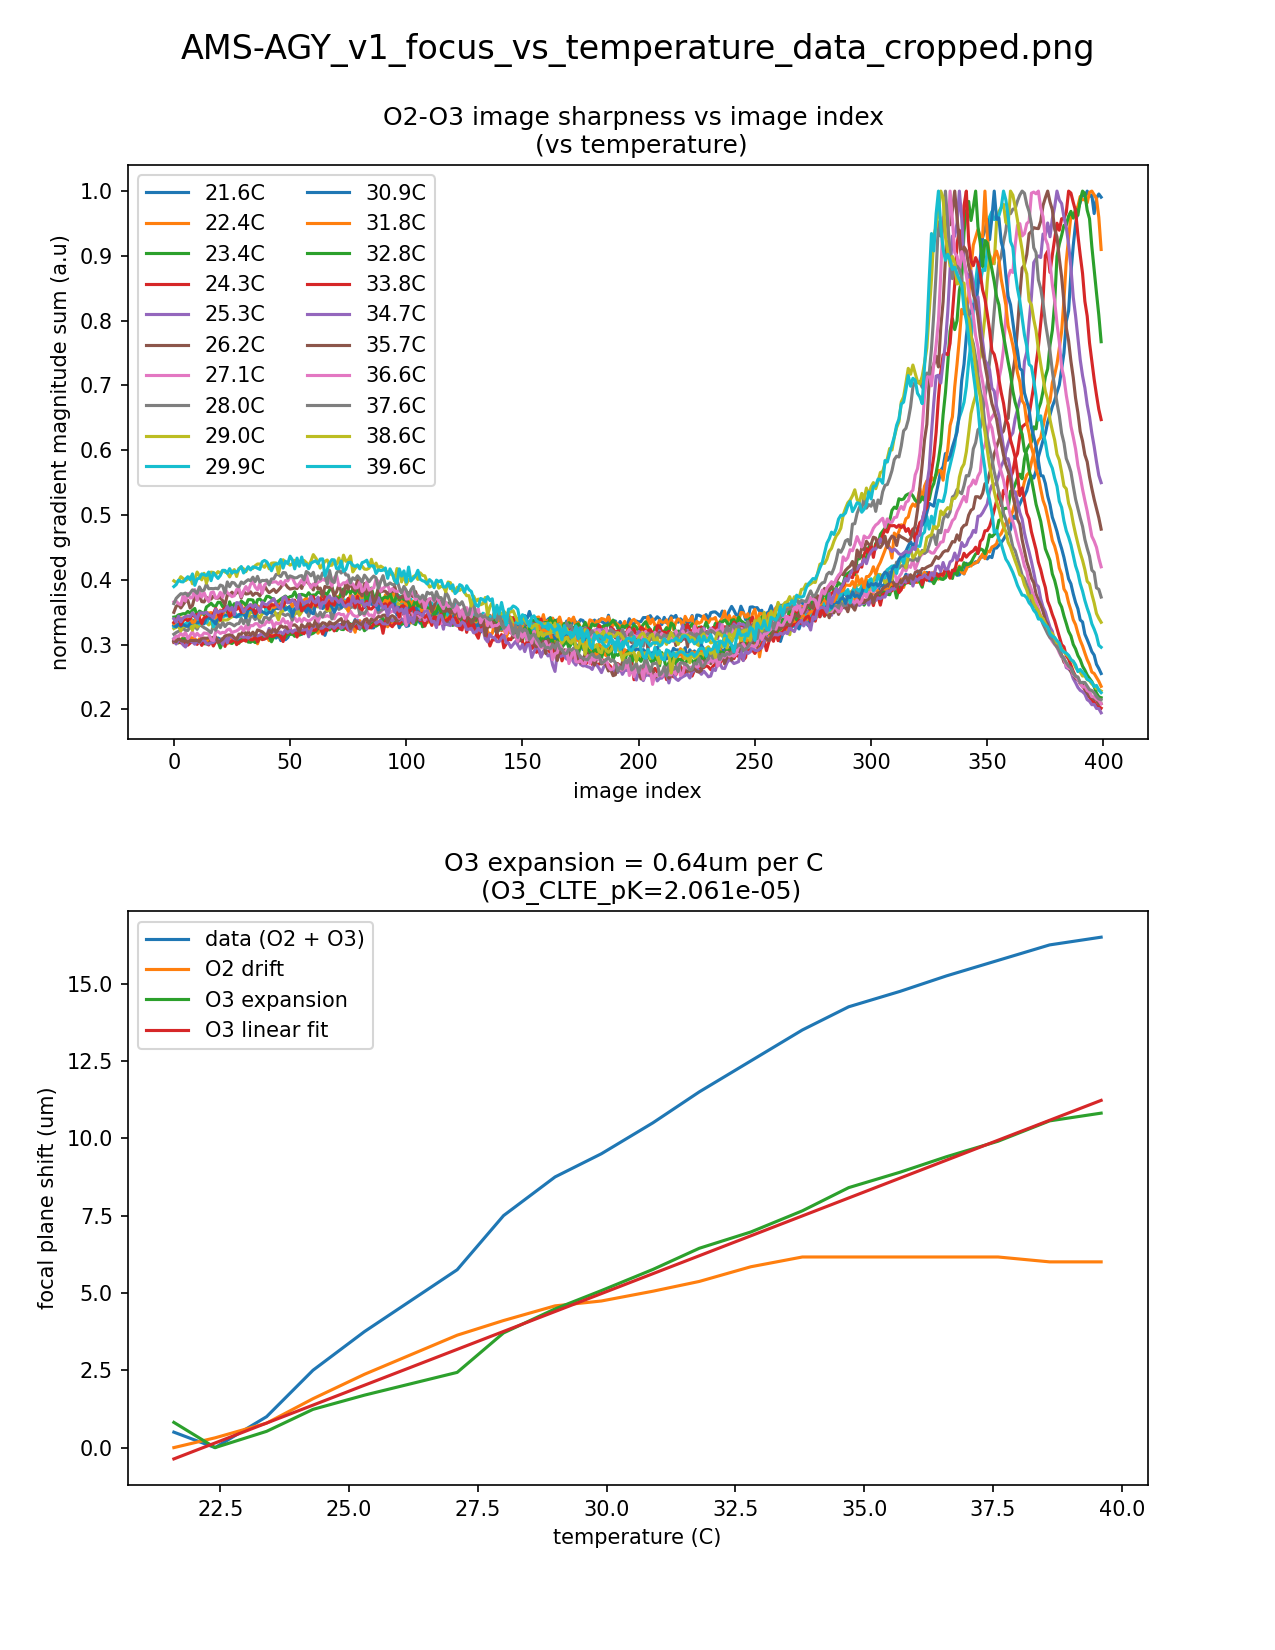 AMS-AGY_v1_focus_vs_temperature_data_cropped.png
O2-O3 image sharpness vs image index
(vs temperature)
normalised gradient magnitude sum (a.u)
1.0
0.9
0.8
0.7
0.6
0.5
0.4
0.3
0.2
21.6C 30.9C
22.4C 31.8C
23.4C 32.8C
24.3C 33.8C
25.3C 34.7C
26.2C 35.7C
27.1C 36.6C
28.0C 37.6C
29.0C 38.6C
29.9C 39.6C
0 50 100 150 200 250 300 350 400
image index
O3 expansion = 0.64um per C
(O3_CLTE_pK=2.061e-05)
focal plane shift (um)
15.0
12.5
10.0
7.5
5.0
2.5
0.0
data (O2 + O3)
O2 drift
O3 expansion
O3 linear fit
22.5 25.0 27.5 30.0 32.5 35.0 37.5 40.0
temperature (C)